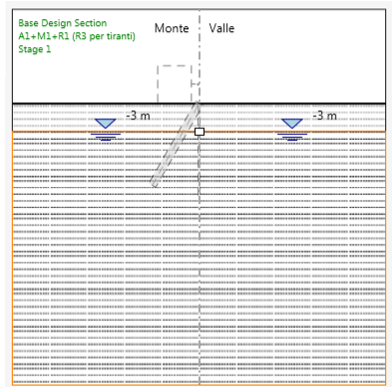 Base Design Section
A1+M1+R1 (R3 per tiranti)
Stage 1
Monte
Valle
-3 m
-3 m